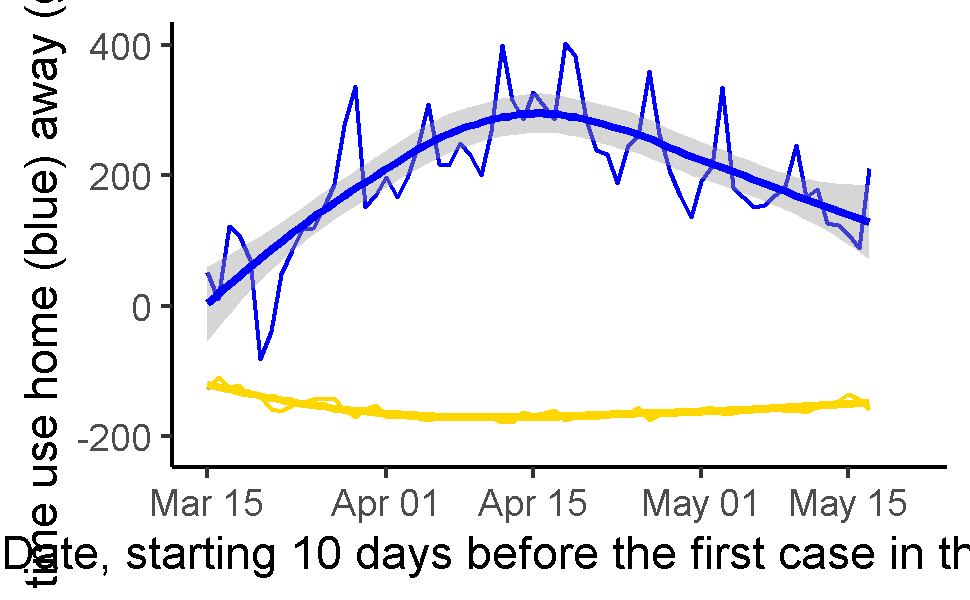 time use home (blue) away (
400
200
0
-200
Mar 15 Apr 01 Apr 15 May 01 May 15
Date, starting 10 days before the first case in